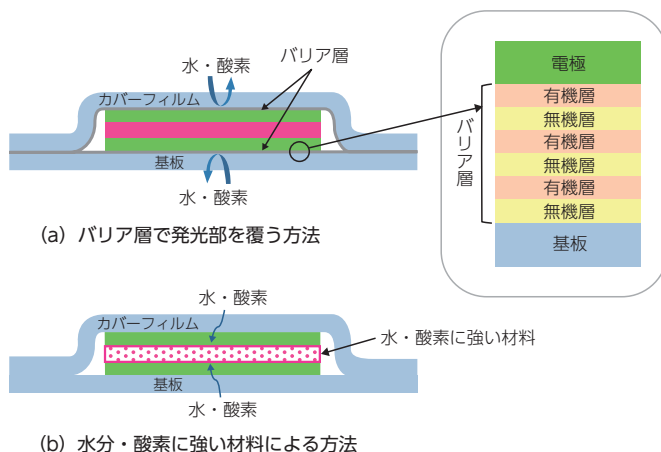 水・酸素
バリア層
カバーフィルム
基板
水・酸素
(a) バリア層で発光部を覆う方法
電極
有機層
無機層
有機層
無機層
有機層
無機層
基板
バリア層
水・酸素
カバーフィルム
水・酸素に強い材料
基板
水・酸素
(b) 水分・酸素に強い材料による方法